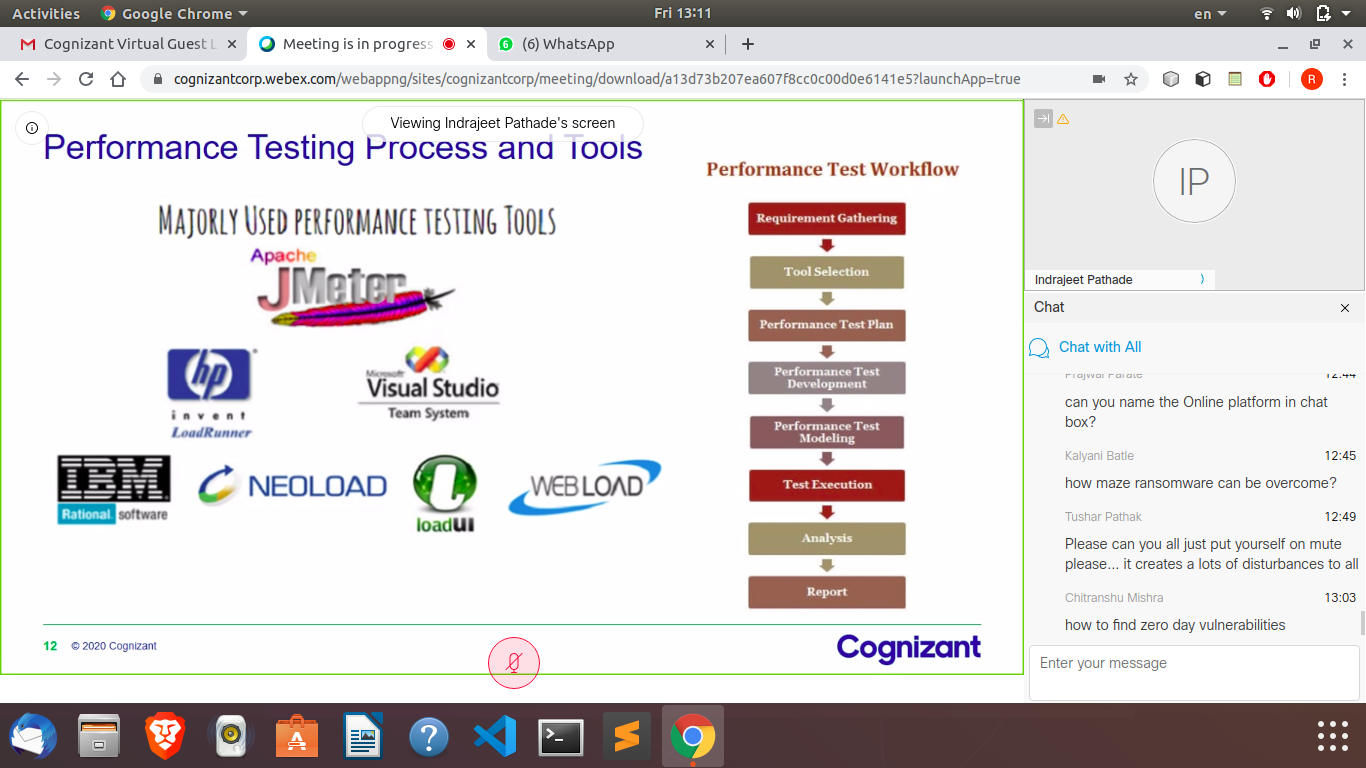 Activities
Google Chrome
Fri 13:11
en
Cognizant Virtual Guest L
Meeting is in progress
(6) WhatsApp
cognizantcorp.webex.com/webappng/sites/cognizantcorp/meeting/download/a13d73b207ea607f8cc0c00d0e6141e5?launchApp=true
R
Viewing Indrajeet Pathade's screen
Performance Testing Process and Tools
Majorly Used performance testing Tools
Apache
JMeter
hp
invent
LoadRunner
Microsoft
Visual Studio
Team System
IBM
Rational software
NEOLOAD
loadUI
WEBLOAD
Performance Test Workflow
Requirement Gathering
Tool Selection
Performance Test Plan
Performance Test
Development
Performance Test
Modeling
Test Execution
Analysis
Report
12 © 2020 Cognizant
Cognizant
IP
Indrajeet Pathade
Chat
Chat with All
Prajwal Parate 12:44
can you name the Online platform in chat
box?
Kalyani Batle 12:45
how maze ransomware can be overcome?
Tushar Pathak 12:49
Please can you all just put yourself on mute
please... it creates a lots of disturbances to all
Chitranshu Mishra 13:03
how to find zero day vulnerabilities
Enter your message